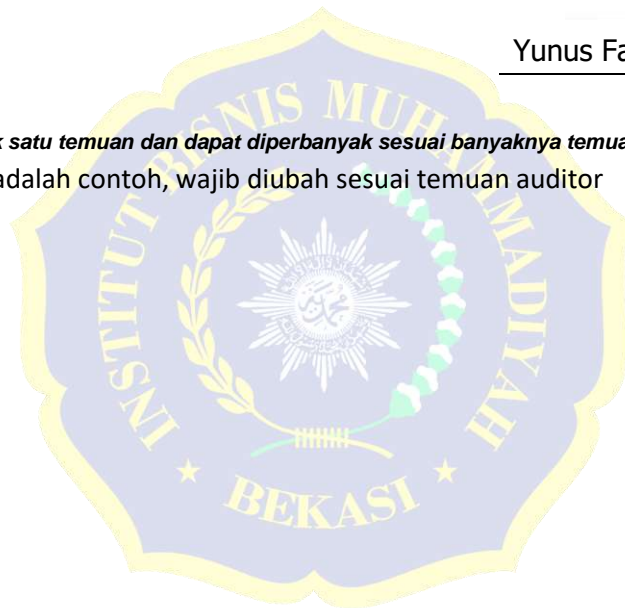 Yunus Fa
k satu temuan dan dapat diperbanyak sesuai banyaknya temua
adalah contoh, wajib diubah sesuai temuan auditor
INSTITUT BISNIS MUHAMMADIYAH
BEKASI